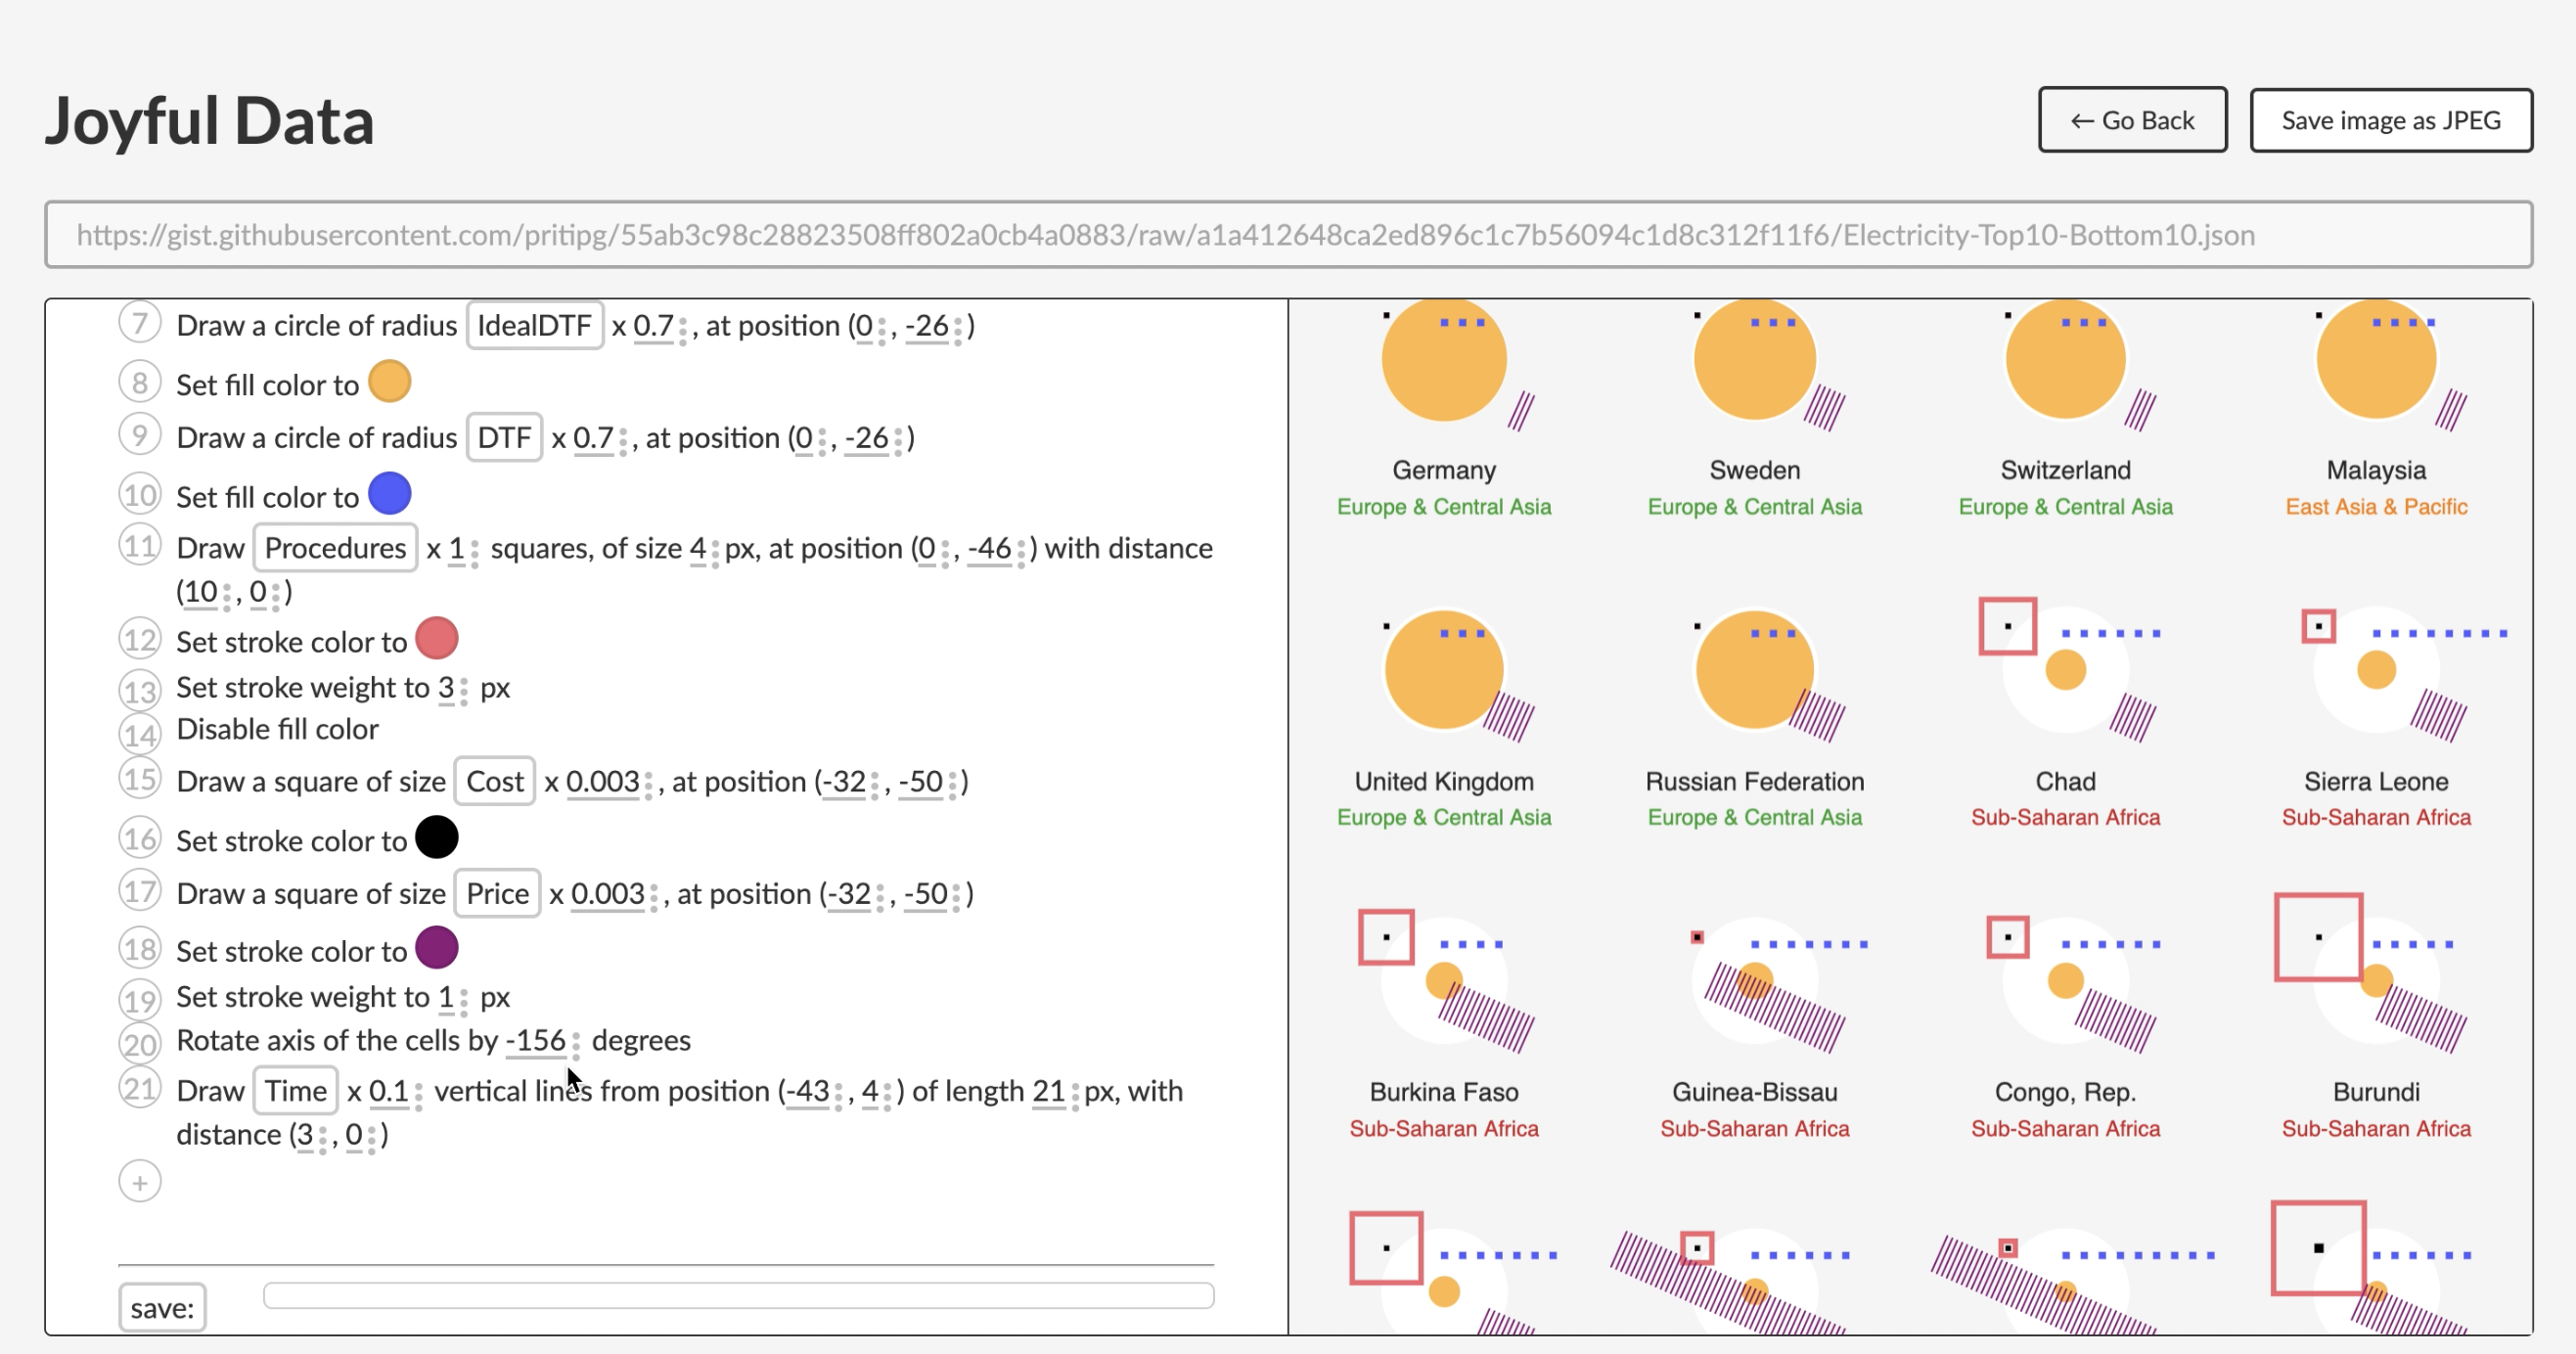 Joyful Data
← Go Back
Save image as JPEG
https://gist.githubusercontent.com/pritipg/55ab3c98c28823508ff802a0cb4a0883/raw/a1a412648ca2ed896c1c7b56094c1d8c312f11f6/Electricity-Top10-Bottom10.json
7 Draw a circle of radius IdealDTF x 0.7, at position (0, -26)
8 Set fill color to
9 Draw a circle of radius DTF x 0.7, at position (0, -26)
10 Set fill color to
11 Draw Procedures x 1 squares, of size 4 px, at position (0, -46) with distance
(10, 0)
12 Set stroke color to
13 Set stroke weight to 3 px
14 Disable fill color
15 Draw a square of size Cost x 0.003, at position (-32, -50)
16 Set stroke color to
17 Draw a square of size Price x 0.003, at position (-32, -50)
18 Set stroke color to
19 Set stroke weight to 1 px
20 Rotate axis of the cells by -156 degrees
21 Draw Time x 0.1 vertical lines from position (-43, 4) of length 21 px, with
distance (3, 0)
+
save:
Germany Sweden Switzerland Malaysia
Europe & Central Asia Europe & Central Asia Europe & Central Asia East Asia & Pacific
United Kingdom Russian Federation Chad Sierra Leone
Europe & Central Asia Europe & Central Asia Sub-Saharan Africa Sub-Saharan Africa
Burkina Faso Guinea-Bissau Congo, Rep. Burundi
Sub-Saharan Africa Sub-Saharan Africa Sub-Saharan Africa Sub-Saharan Africa